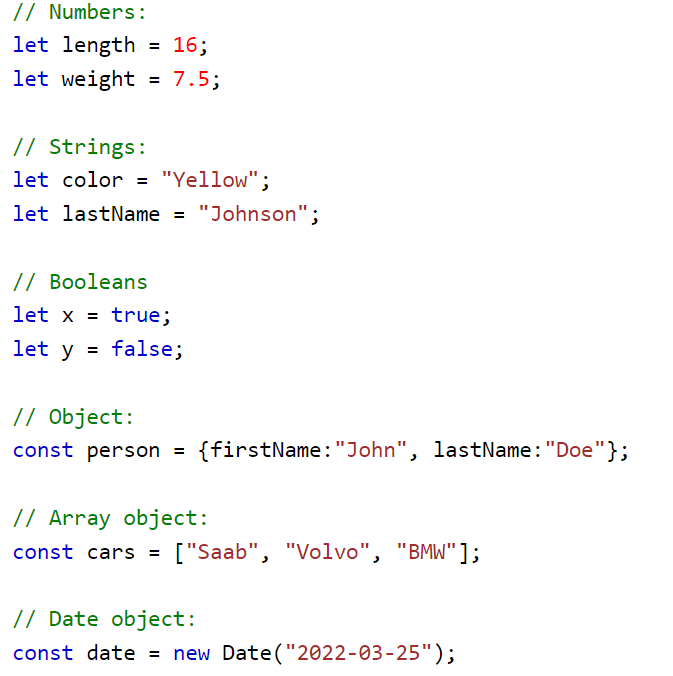 // Numbers:
let length = 16;
let weight = 7.5;
// Strings:
let color = "Yellow";
let lastName = "Johnson";
// Booleans
let x = true;
let y = false;
// Object:
const person = {firstName:"John", lastName:"Doe"};
// Array object:
const cars = ["Saab", "Volvo", "BMW"];
// Date object:
const date = new Date("2022-03-25");